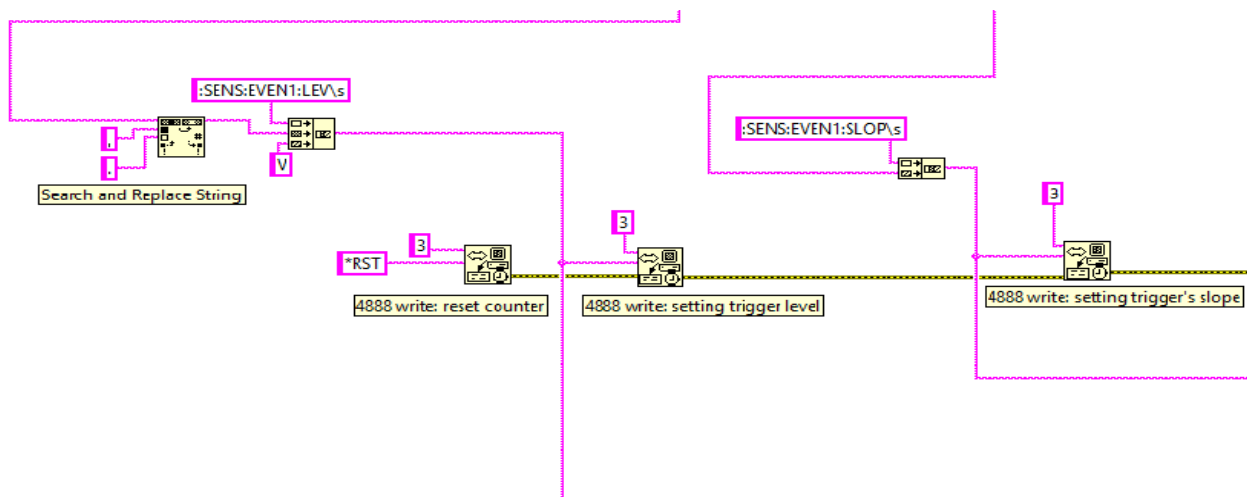 :SENS:EVEN1:LEV\s
,
.
V
Search and Replace String
:SENS:EVEN1:SLOP\s
3
*RST
4888 write: reset counter
3
4888 write: setting trigger level
3
4888 write: setting trigger's slope